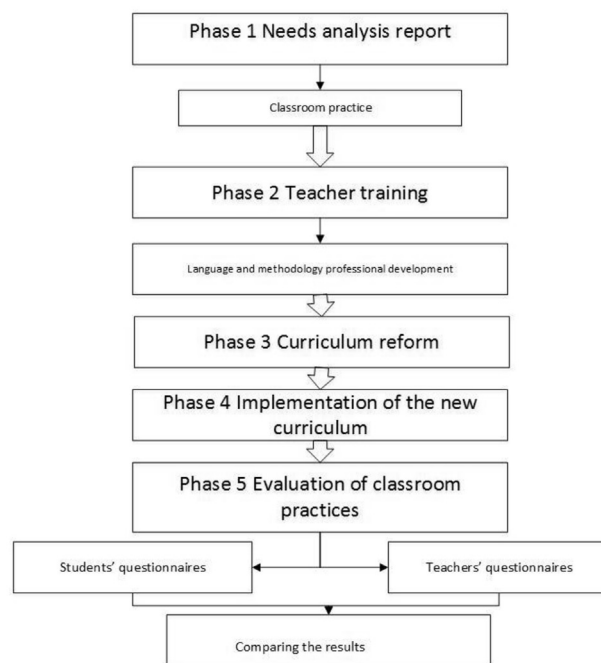 Phase 1 Needs analysis report
Classroom practice
Phase 2 Teacher training
Language and methodology professional development
Phase 3 Curriculum reform
Phase 4 Implementation of the new
curriculum
Phase 5 Evaluation of classroom
practices
Students’ questionnaires
Teachers’ questionnaires
Comparing the results